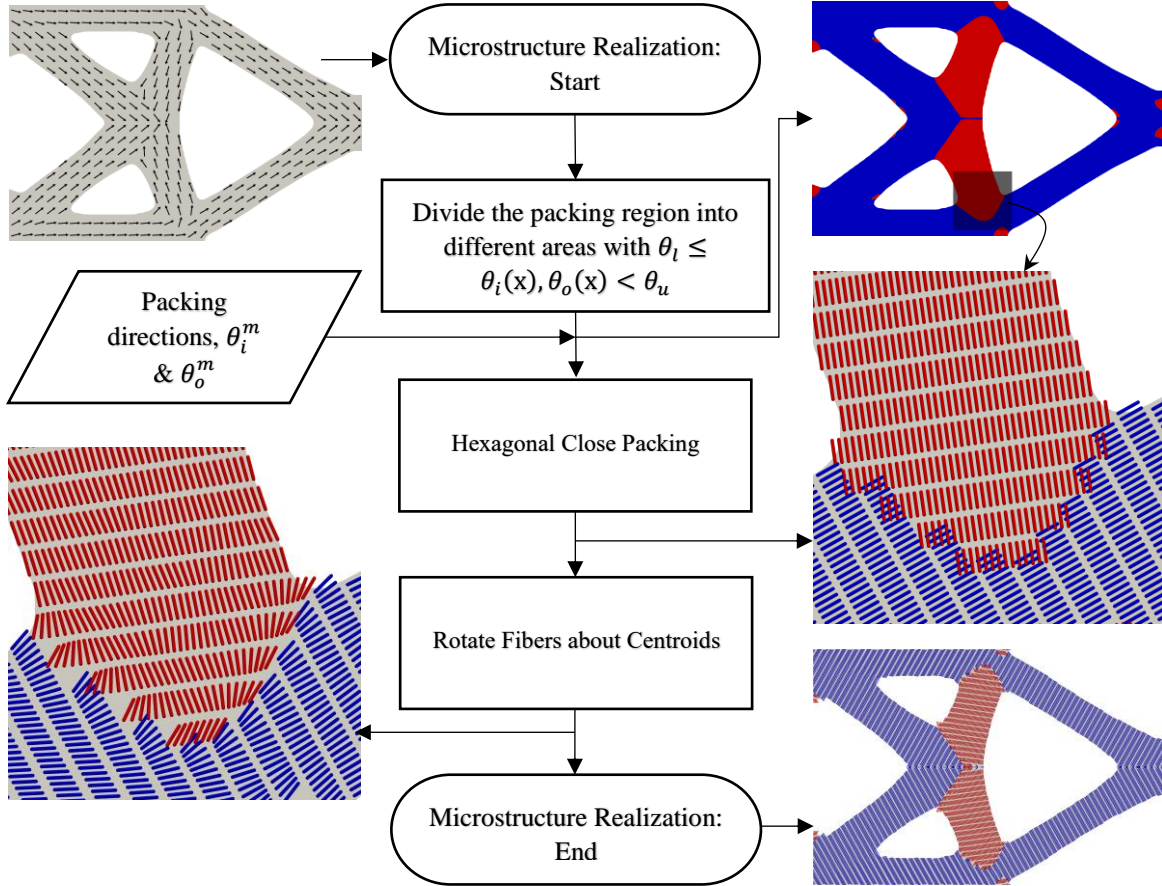 Microstructure Realization:
Start
Divide the packing region into
different areas with θ_l ≤
θ_i(x), θ_o(x) < θ_u
Packing
directions, θ_i^m
& θ_o^m
Hexagonal Close Packing
Rotate Fibers about Centroids
Microstructure Realization:
End